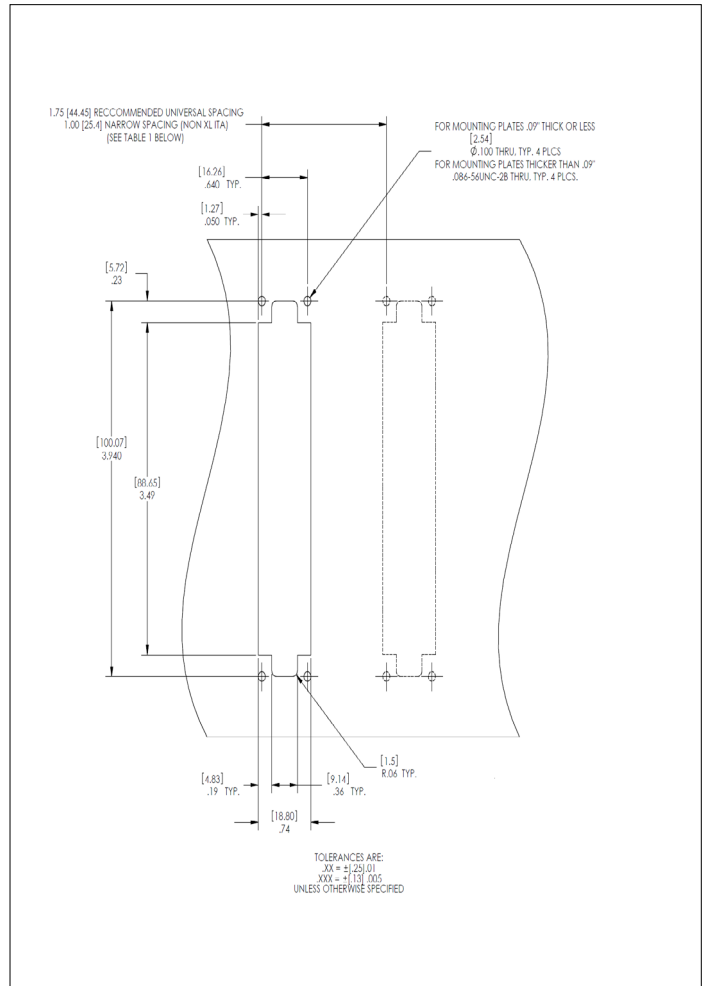 1.75 [44.45] RECCOMMENDED UNIVERSAL SPACING
1.00 [25.4] NARROW SPACING (NON XL ITA)
(SEE TABLE 1 BELOW)
FOR MOUNTING PLATES .09" THICK OR LESS
[2.54]
Ø.100 THRU, TYP, 4 PLCS
FOR MOUNTING PLATES THICKER THAN .09"
.086-56UNC-2B THRU, TYP, 4 PLCS.
[16.26]
.640 TYP.
[1.27]
.050 TYP.
[5.72]
.23
[100.07]
3.940
[88.65]
3.49
[1.5]
R.06 TYP.
[4.83]
.19 TYP.
[9.14]
.36 TYP.
[18.80]
.74
TOLERANCES ARE:
.XX = ±[.25].01
.XXX = ±[.13] .005
UNLESS OTHERWISE SPECIFIED